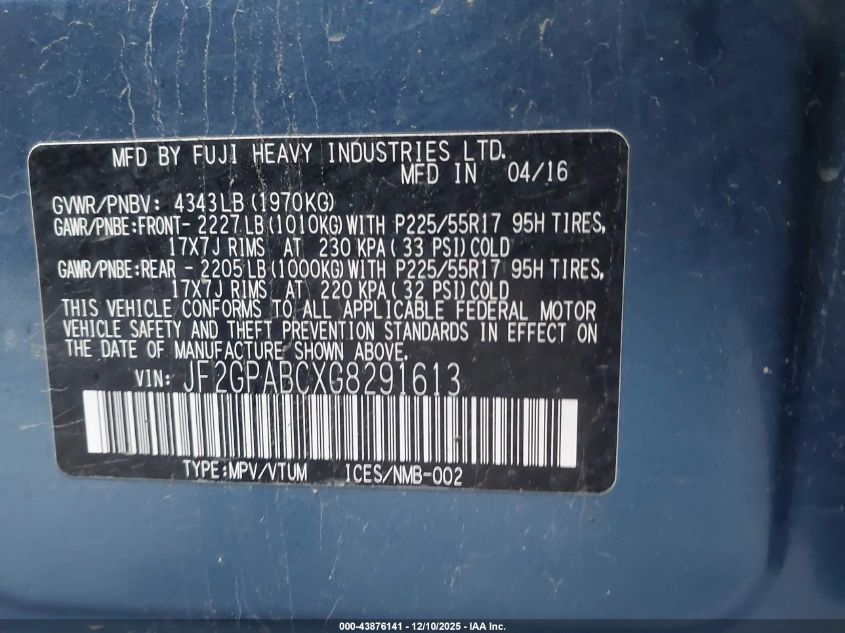 MFD BY FUJI HEAVY INDUSTRIES LTD.
MFD IN 04/16
GVWR/PNBV: 4343LB (1970KG)
GAWR/PNBE:FRONT- 2227 LB (1010KG) WITH P225/55R17 95H TIRES,
17X7J RIMS AT 230 KPA ( 33 PSI) COLD
GAWR/PNBE:REAR - 2205 LB (1000KG) WITH P225/55R17 95H TIRES,
17X7J RIMS AT 220 KPA ( 32 PSI) COLD
THIS VEHICLE CONFORMS TO ALL APPLICABLE FEDERAL MOTOR
VEHICLE SAFETY AND THEFT PREVENTION STANDARDS IN EFFECT ON
THE DATE OF MANUFACTURE SHOWN ABOVE.
VIN: JF2GPABCXG8291613
TYPE:MPV/VTUM ICES/NMB-002
000-43876141 - 12/10/2025 - IAA Inc.